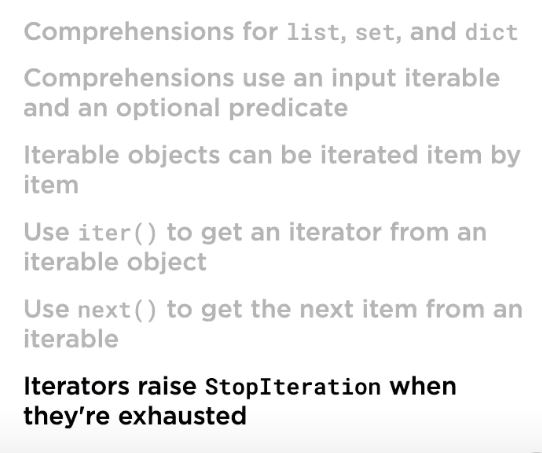 Comprehensions for list, set, and dict
Comprehensions use an input iterable
and an optional predicate
Iterable objects can be iterated item by
item
Use iter() to get an iterator from an
iterable object
Use next() to get the next item from an
iterable
Iterators raise StopIteration when
they're exhausted